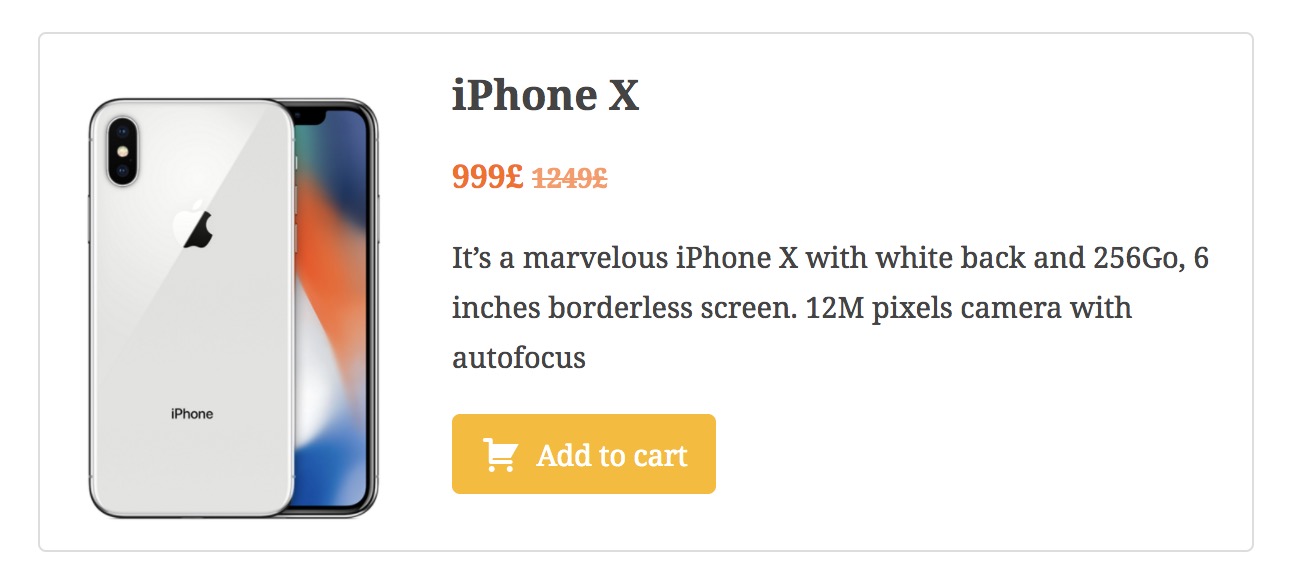 iPhone X
999£ 1249£
It’s a marvelous iPhone X with white back and 256Go, 6
inches borderless screen. 12M pixels camera with
autofocus
Add to cart
iPhone